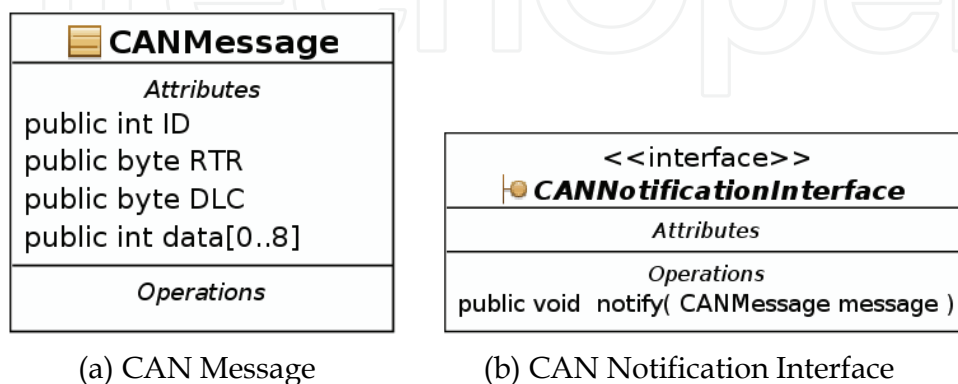 CANMessage
Attributes
public int ID
public byte RTR
public byte DLC
public int data[0..8]
Operations
(a) CAN Message
<<interface>>
CANNotificationInterface
Attributes
Operations
public void notify( CANMessage message )
(b) CAN Notification Interface